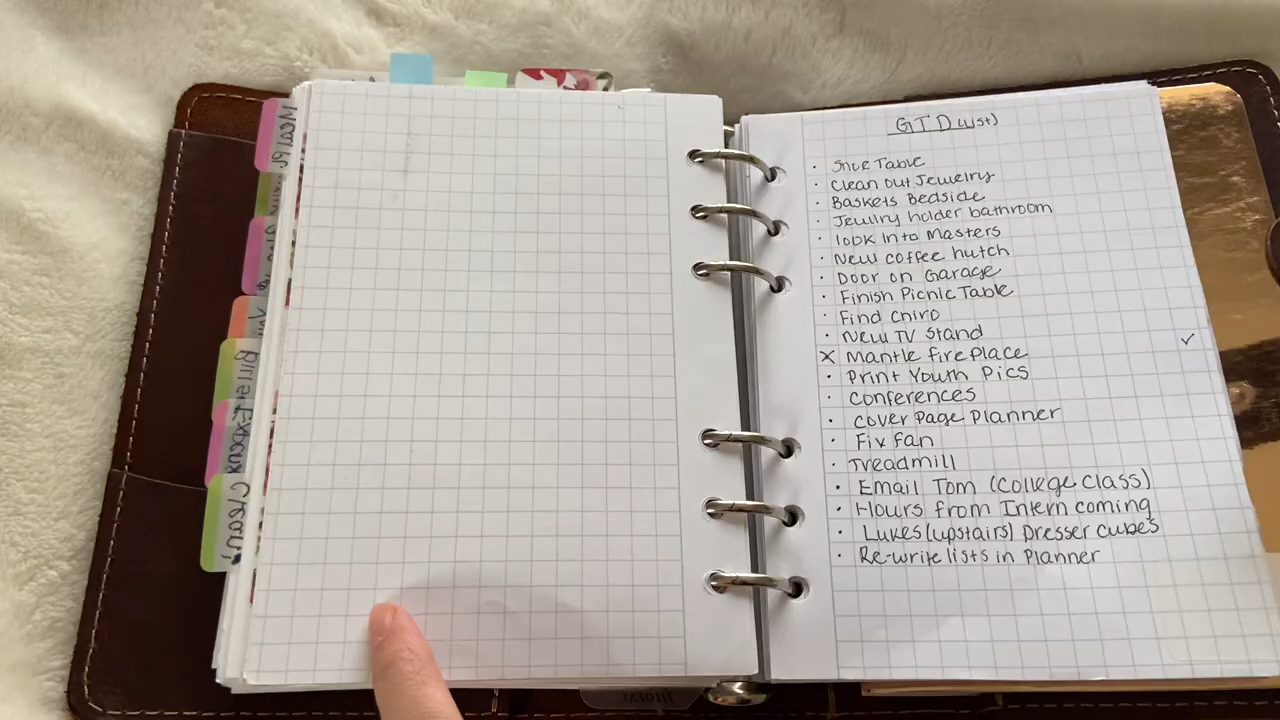 GTD List)
· Shoe Table
· Clean Out Jewelry
· Baskets Bedside
· Jewelry holder bathroom
· look Into Masters
· New coffee hutch
· Door on Garage
· Finish Picnic Table
· Find Chiro
· New TV Stand
X Mantle fire Place ✓
· Print Youth Pics
· Conferences
· Cover Page Planner
· Fix fan
· Treadmill
· Email Tom (College class)
· Hours from Intern coming
· Lukes (upstairs) Dresser cubes
· Re-write lists in Planner
Clean